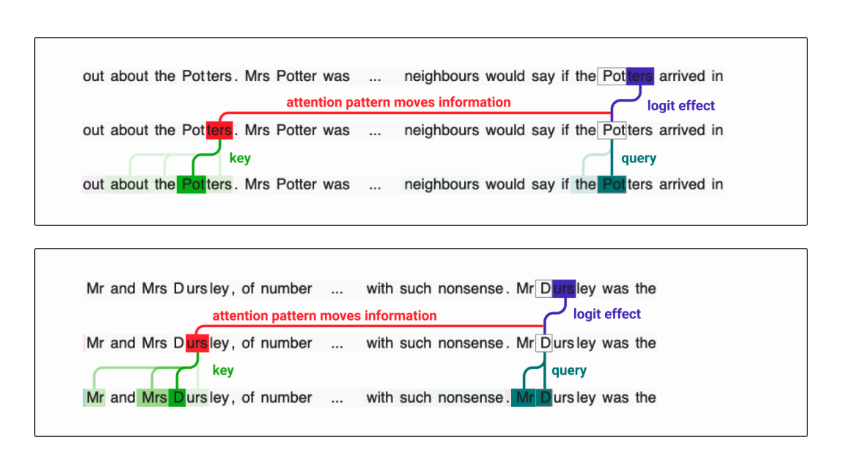 out about the Potters. Mrs Potter was ... neighbours would say if the Potters arrived in
attention pattern moves information
logit effect
out about the Potters. Mrs Potter was ... neighbours would say if the Potters arrived in
key
query
out about the Potters. Mrs Potter was ... neighbours would say if the Potters arrived in
Mr and Mrs Dursley, of number ... with such nonsense. Mr Dursley was the
attention pattern moves information
logit effect
Mr and Mrs Dursley, of number ... with such nonsense. Mr Dursley was the
key
query
Mr and Mrs Dursley, of number ... with such nonsense. Mr Dursley was the